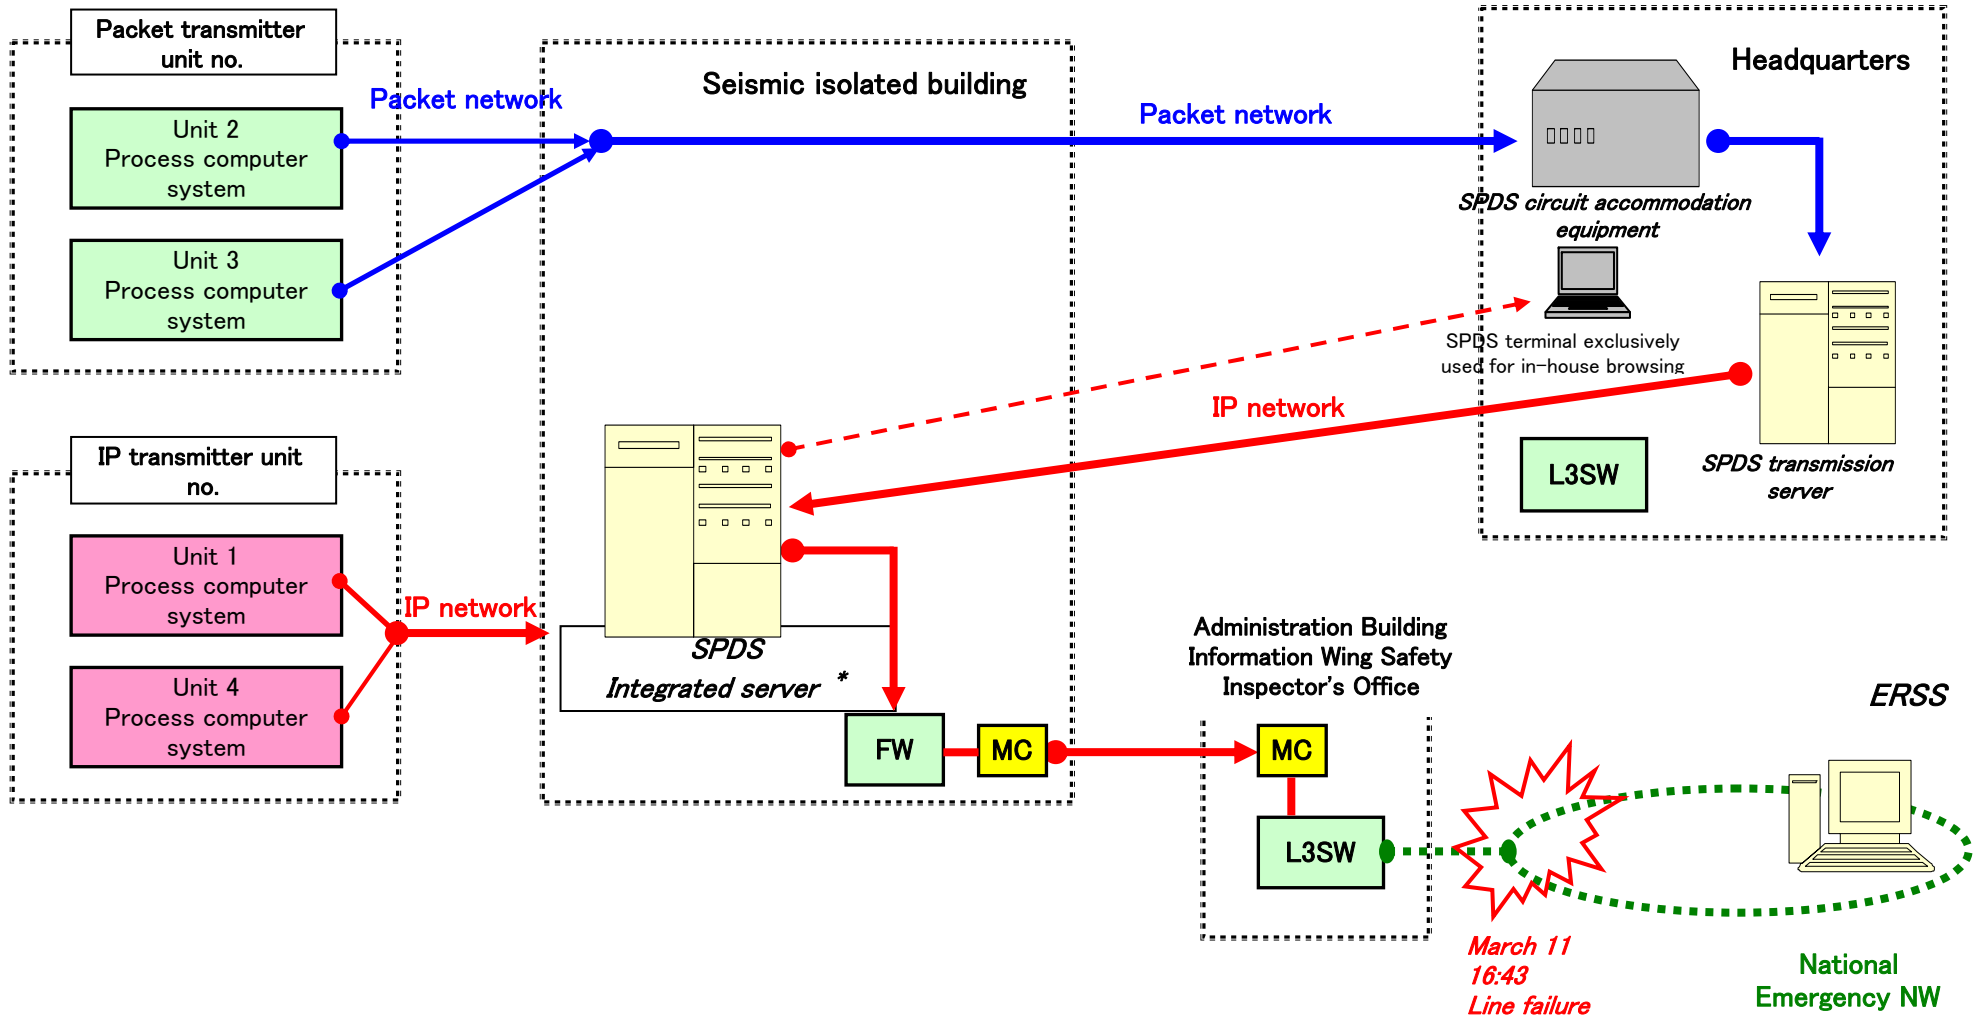 Packet transmitter
unit no.
Unit 2
Process computer
system
Unit 3
Process computer
system
Packet network
Seismic isolated building
Packet network
Headquarters
SPDS circuit accommodation
equipment
SPDS terminal exclusively
used for in-house browsing
IP network
L3SW
SPDS transmission
server
IP transmitter unit
no.
Unit 1
Process computer
system
Unit 4
Process computer
system
IP network
SPDS
Integrated server *
FW
MC
Administration Building
Information Wing Safety
Inspector's Office
MC
L3SW
ERSS
March 11
16:43
Line failure
National
Emergency NW